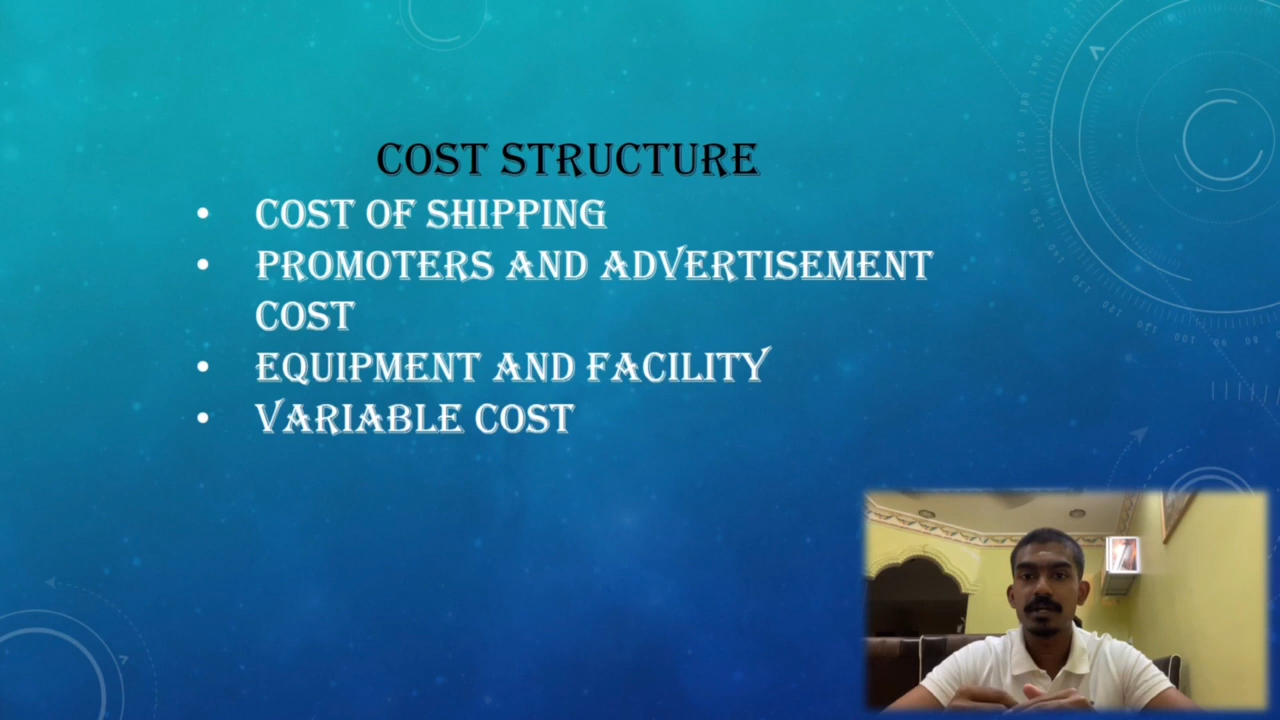 COST STRUCTURE
• COST OF SHIPPING
• PROMOTERS AND ADVERTISEMENT
COST
• EQUIPMENT AND FACILITY
• VARIABLE COST